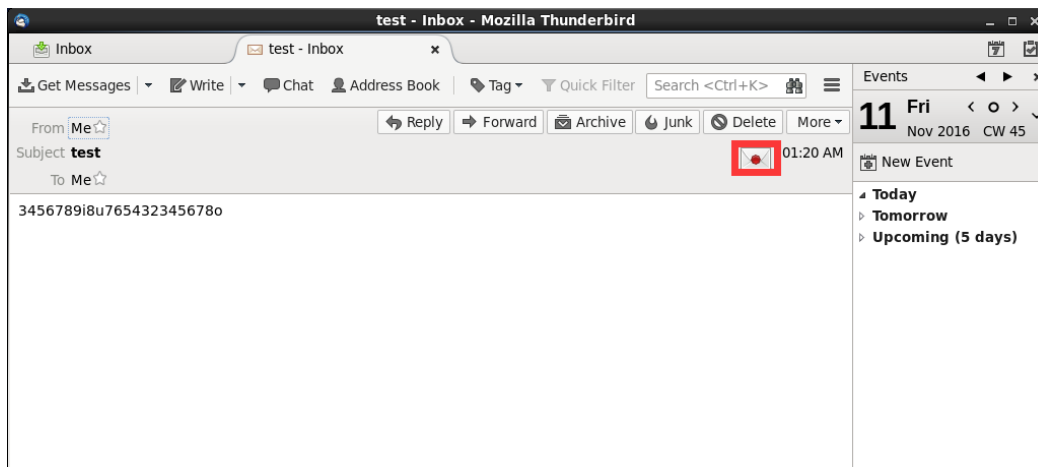 test - Inbox - Mozilla Thunderbird
Inbox
test - Inbox
Get Messages Write Chat Address Book Tag Quick Filter Search <Ctrl+K>
From Me Reply Forward Archive Junk Delete More
Subject test 01:20 AM
To Me
3456789i8u765432345678o
Events
11 Fri
Nov 2016 CW 45
New Event
Today
Tomorrow
Upcoming (5 days)